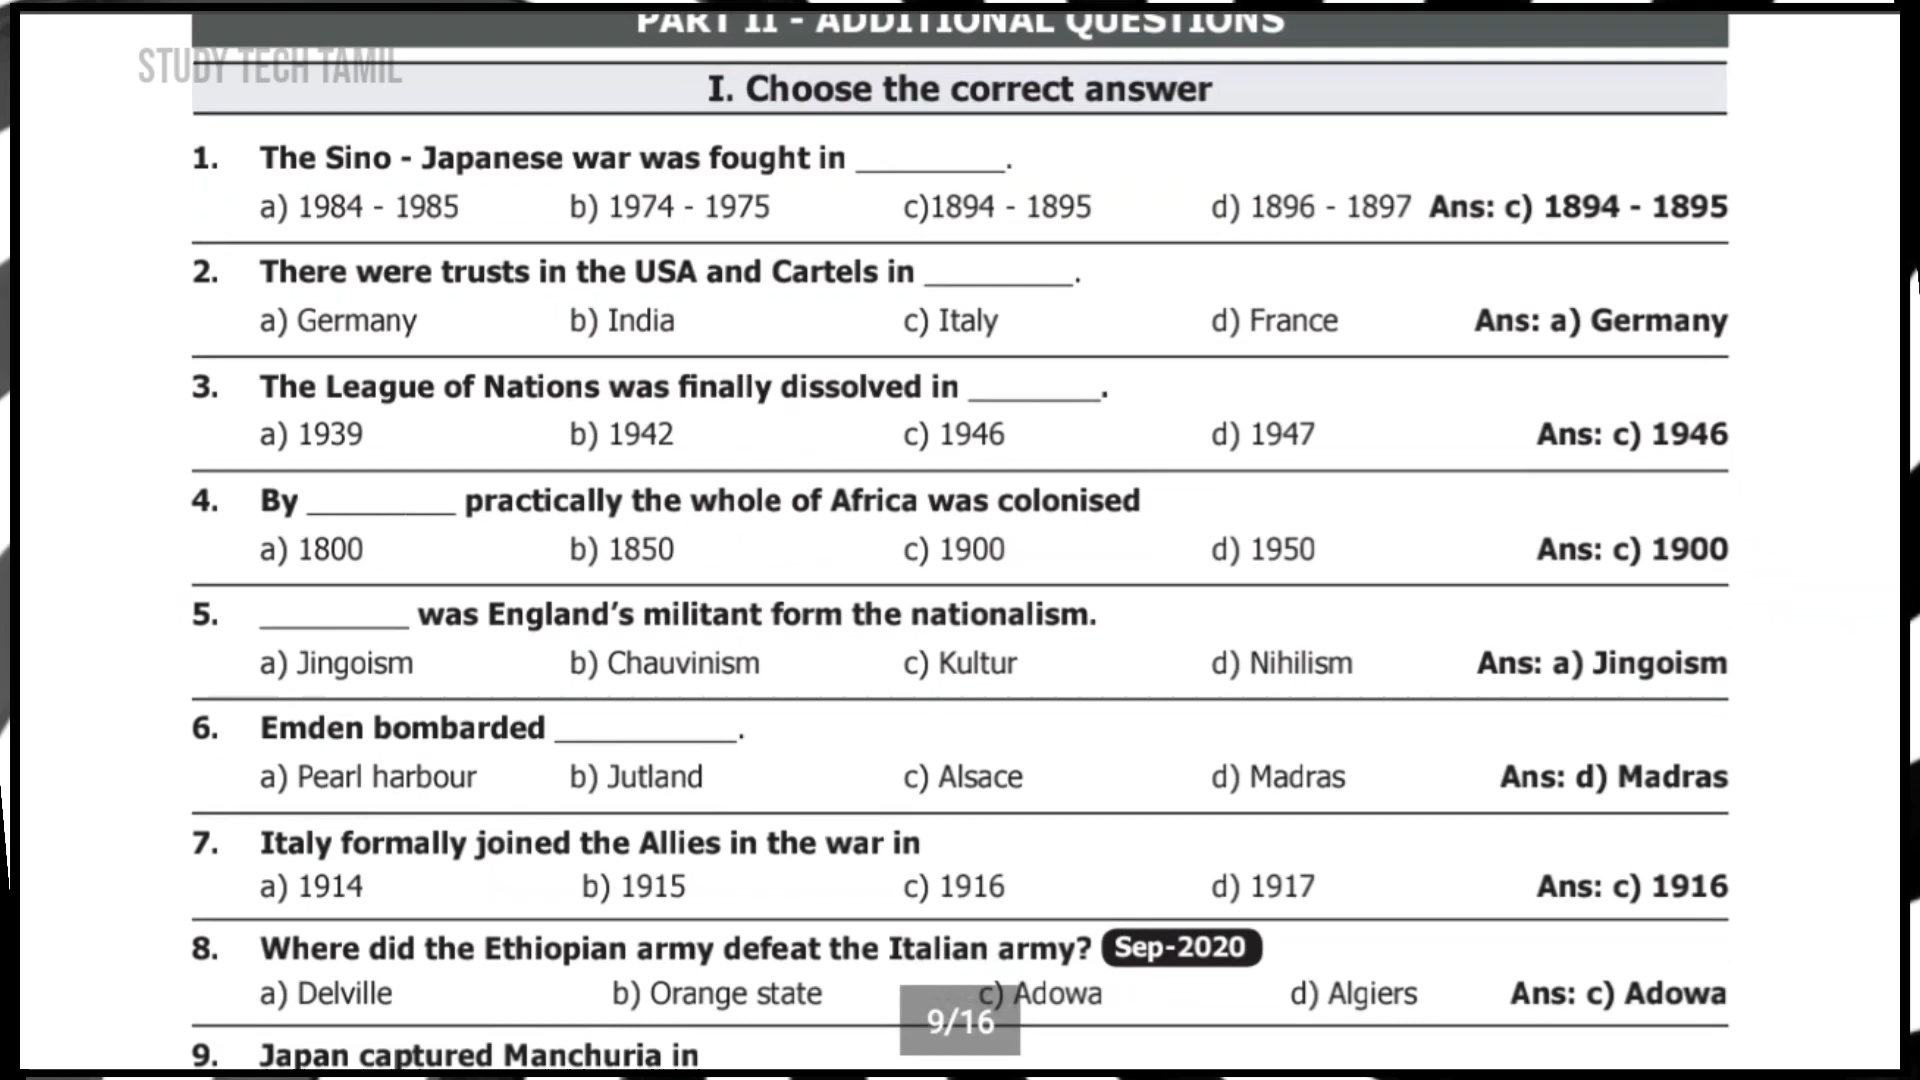 PART II - ADDITIONAL QUESTIONS
STUDY TECH TAMIL
I. Choose the correct answer
1. The Sino - Japanese war was fought in _________.
a) 1984 - 1985 b) 1974 - 1975 c)1894 - 1895 d) 1896 - 1897 Ans: c) 1894 - 1895
2. There were trusts in the USA and Cartels in _________.
a) Germany b) India c) Italy d) France Ans: a) Germany
3. The League of Nations was finally dissolved in ________.
a) 1939 b) 1942 c) 1946 d) 1947 Ans: c) 1946
4. By _________ practically the whole of Africa was colonised
a) 1800 b) 1850 c) 1900 d) 1950 Ans: c) 1900
5. _________ was England’s militant form the nationalism.
a) Jingoism b) Chauvinism c) Kultur d) Nihilism Ans: a) Jingoism
6. Emden bombarded ___________.
a) Pearl harbour b) Jutland c) Alsace d) Madras Ans: d) Madras
7. Italy formally joined the Allies in the war in
a) 1914 b) 1915 c) 1916 d) 1917 Ans: c) 1916
8. Where did the Ethiopian army defeat the Italian army? Sep-2020
a) Delville b) Orange state c) Adowa d) Algiers Ans: c) Adowa
9/16
9. Japan captured Manchuria in